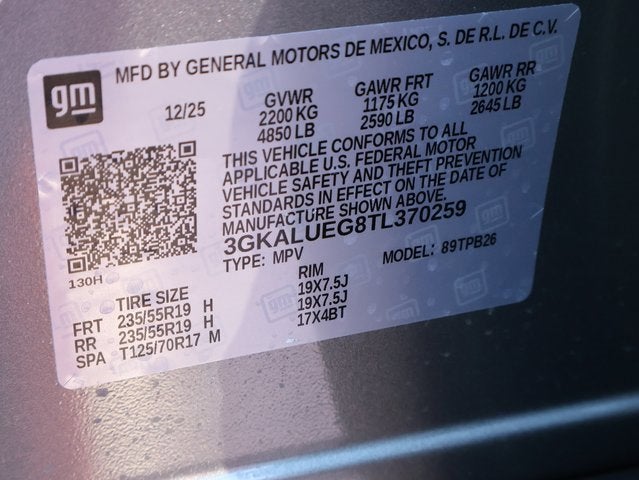 gm
MFD BY GENERAL MOTORS DE MEXICO, S. DE R.L. DE C.V.
12/25 GVWR GAWR FRT GAWR RR
2200 KG 1175 KG 1200 KG
4850 LB 2590 LB 2645 LB
THIS VEHICLE CONFORMS TO ALL
APPLICABLE U.S. FEDERAL MOTOR
VEHICLE SAFETY AND THEFT PREVENTION
STANDARDS IN EFFECT ON THE DATE OF
MANUFACTURE SHOWN ABOVE.
3GKALUEG8TL370259
TYPE: MPV MODEL: 89TPB26
130H
TIRE SIZE RIM
FRT 235/55R19 H 19X7.5J
RR 235/55R19 H 19X7.5J
SPA T125/70R17 M 17X4BT